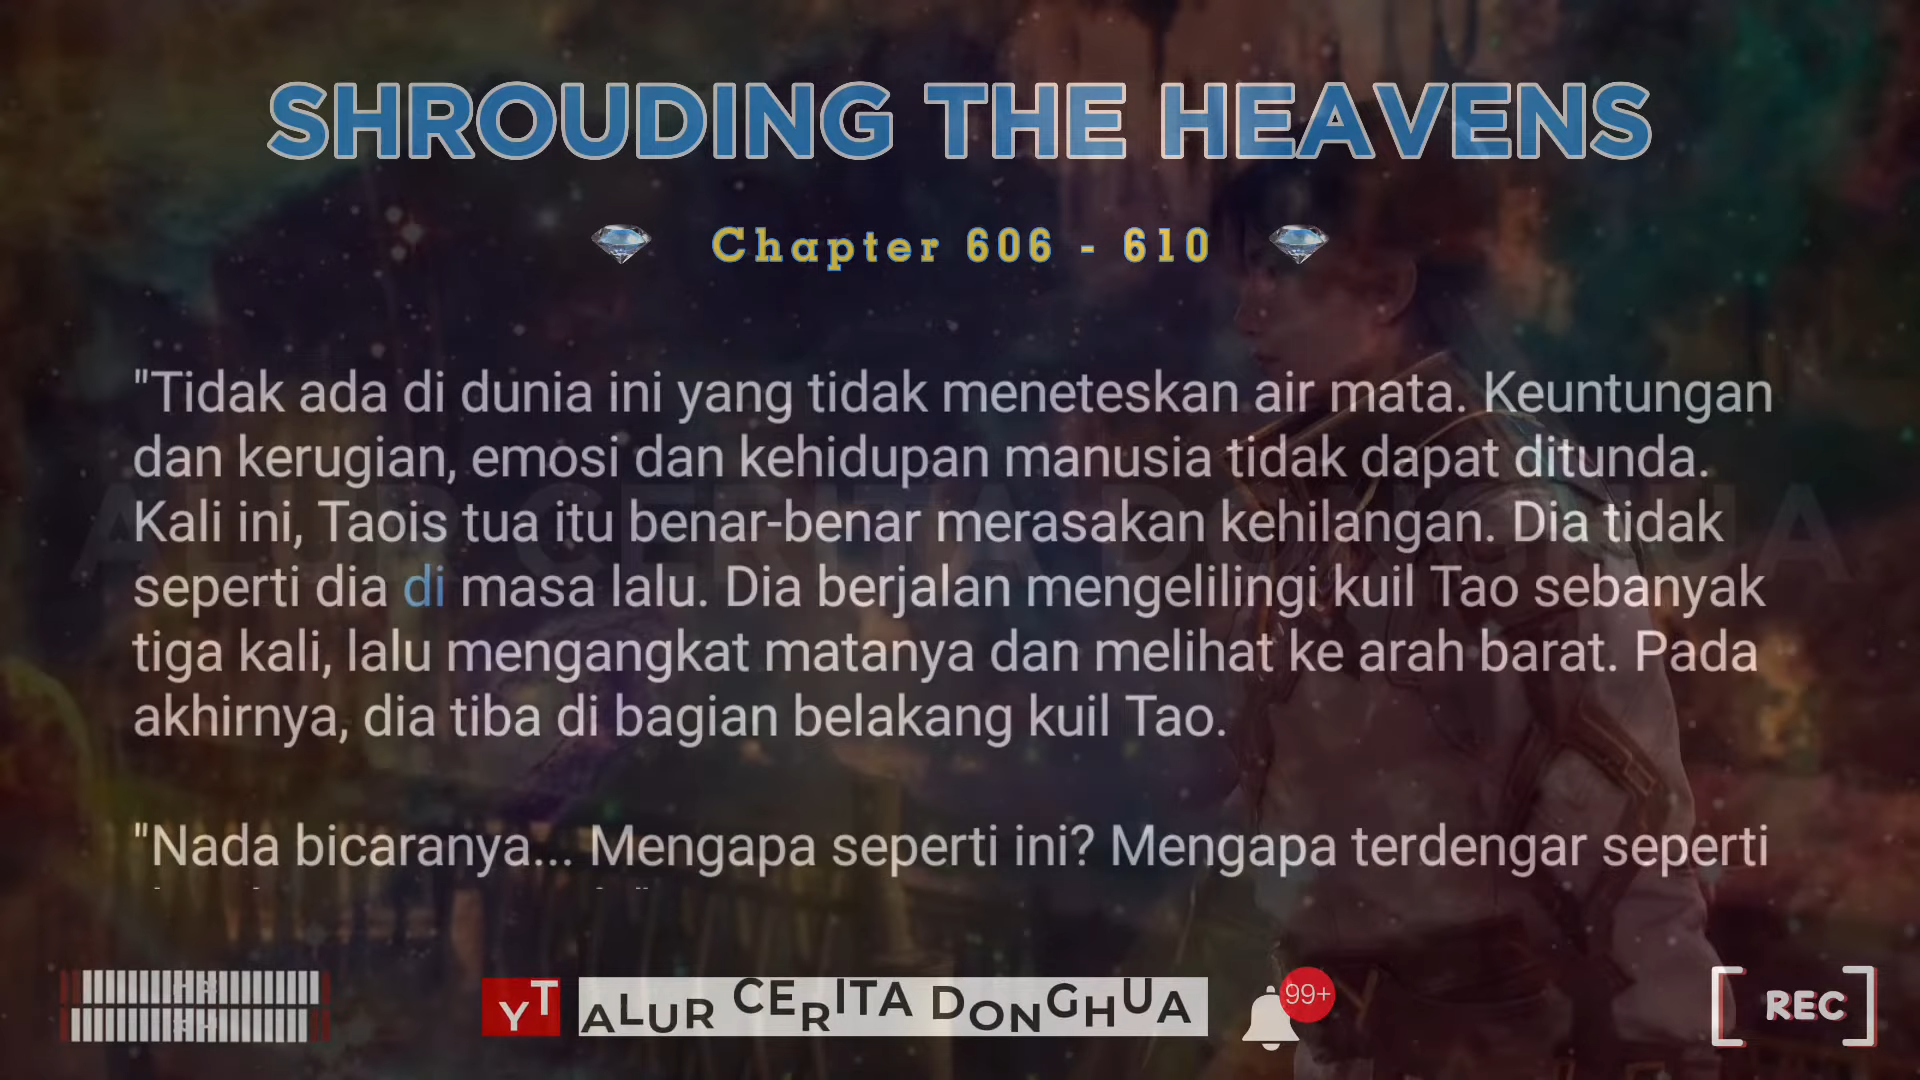 SHROUDING THE HEAVENS
Chapter 606 - 610
"Tidak ada di dunia ini yang tidak meneteskan air mata. Keuntungan
dan kerugian, emosi dan kehidupan manusia tidak dapat ditunda.
Kali ini, Taois tua itu benar-benar merasakan kehilangan. Dia tidak
seperti dia di masa lalu. Dia berjalan mengelilingi kuil Tao sebanyak
tiga kali, lalu mengangkat matanya dan melihat ke arah barat. Pada
akhirnya, dia tiba di bagian belakang kuil Tao.
"Nada bicaranya... Mengapa seperti ini? Mengapa terdengar seperti
ALUR CERITA DONGHUA
YT ALUR CERITA DONGHUA
99+
REC